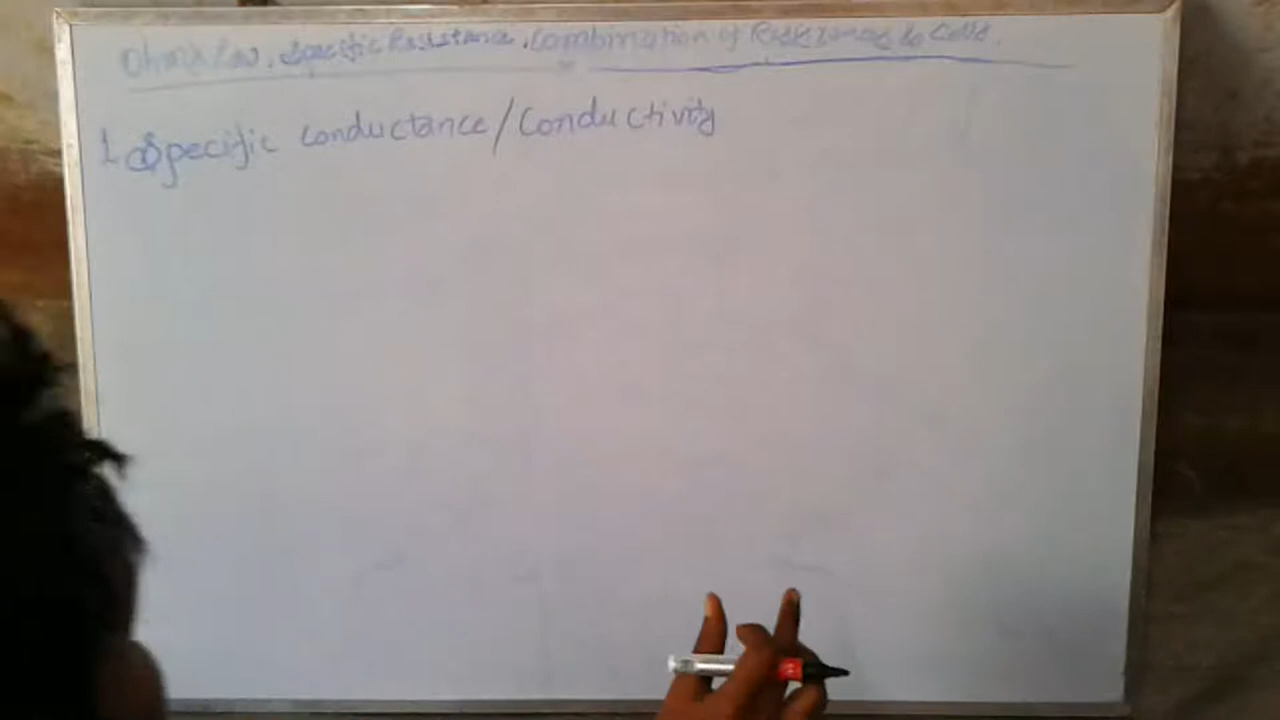 Ohm's Law, Specific Resistance, Combination of Resistances & Cells.
1 Specific conductance/Conductivity